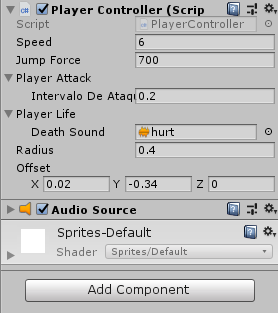 Player Controller (Scrip
Script PlayerController
Speed 6
Jump Force 700
Player Attack
Intervalo De Ataq 0.2
Player Life
Death Sound hurt
Radius 0.4
Offset
X 0.02 Y -0.34 Z 0
Audio Source
Sprites-Default
Shader Sprites/Default
Add Component